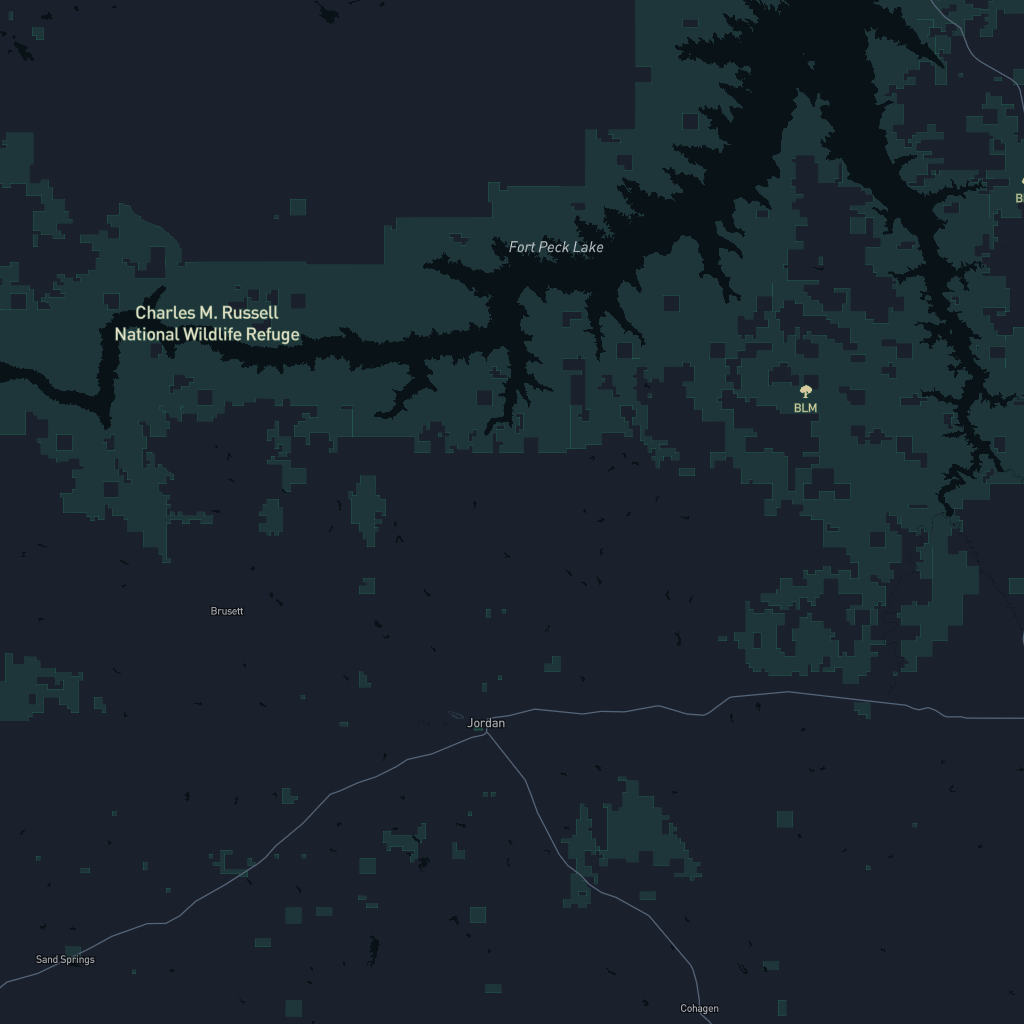 Fort Peck Lake
Charles M. Russell
National Wildlife Refuge
BLM
Brusett
Jordan
Sand Springs
Cohagen